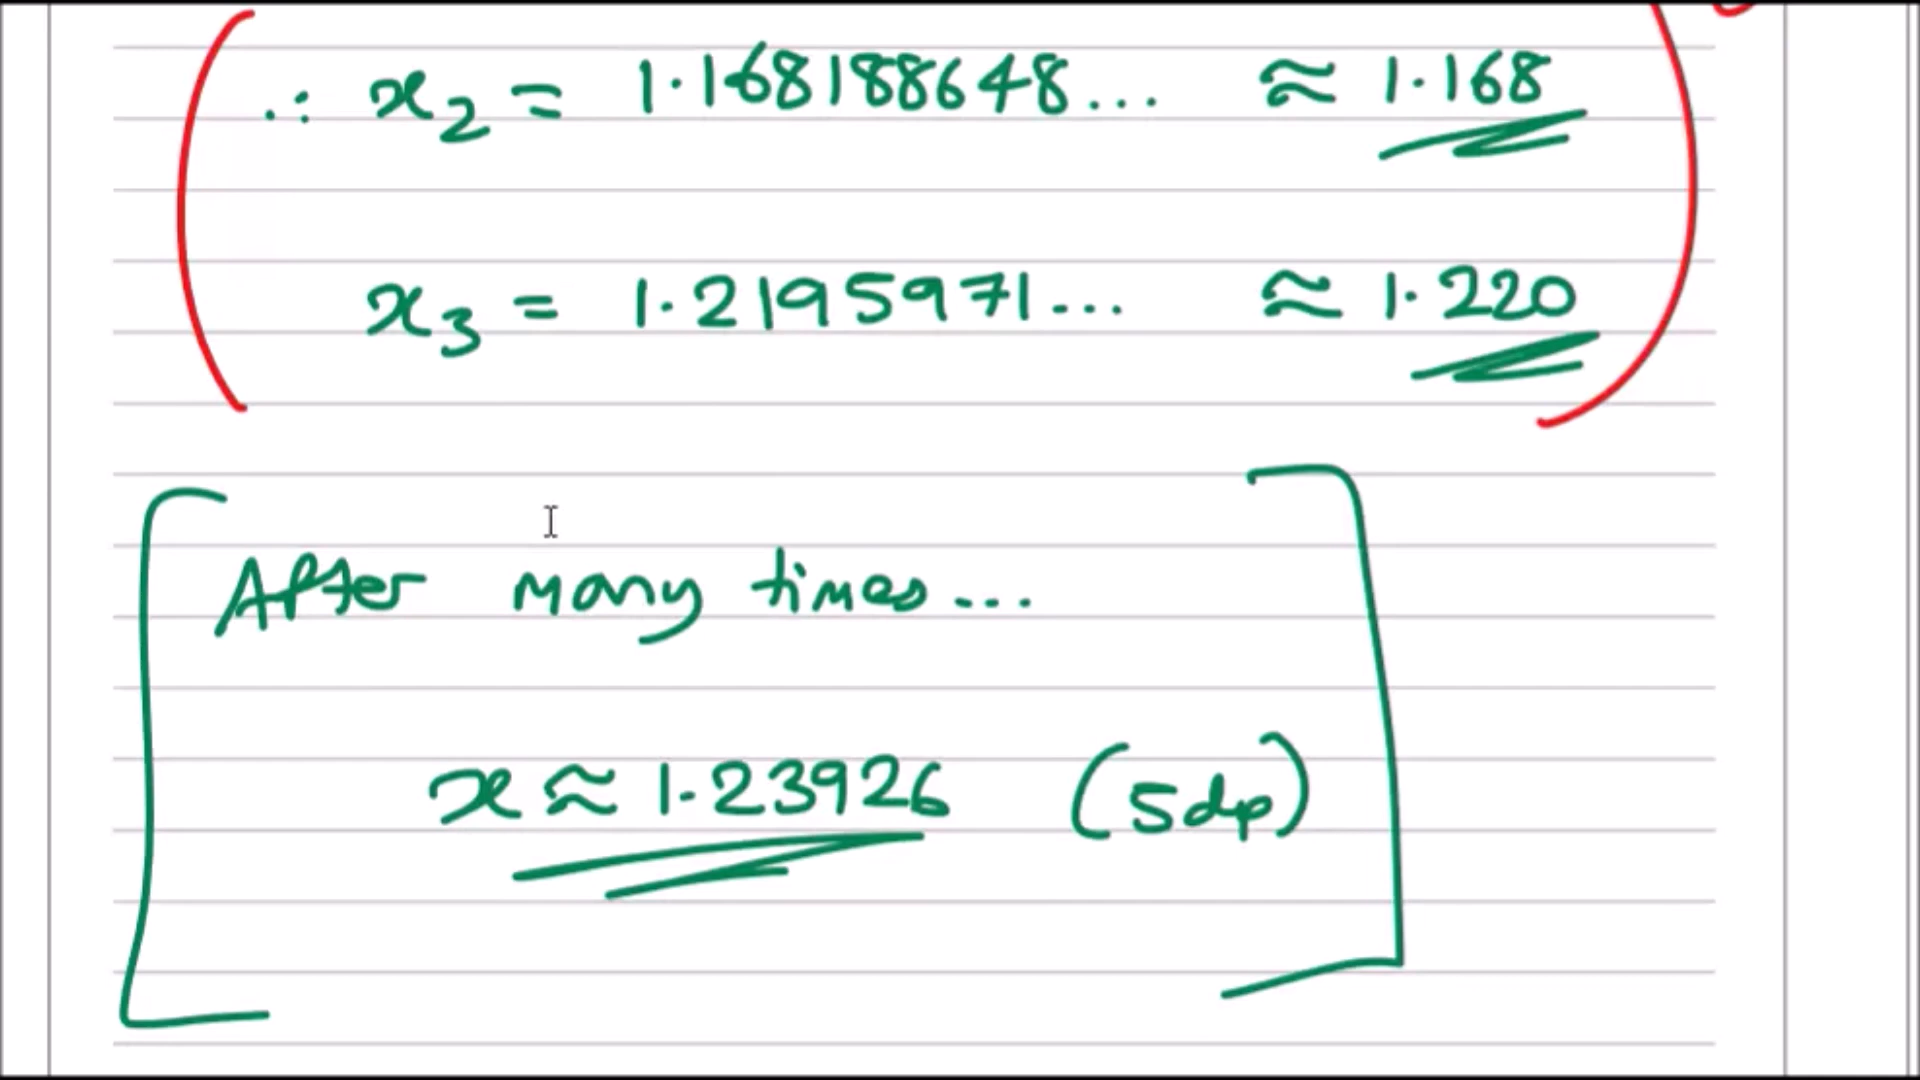 ∴ x₂ = 1.168188648... ≈ 1.168
x₃ = 1.2195971... ≈ 1.220
After many times...
x ≈ 1.23926 (5dp)